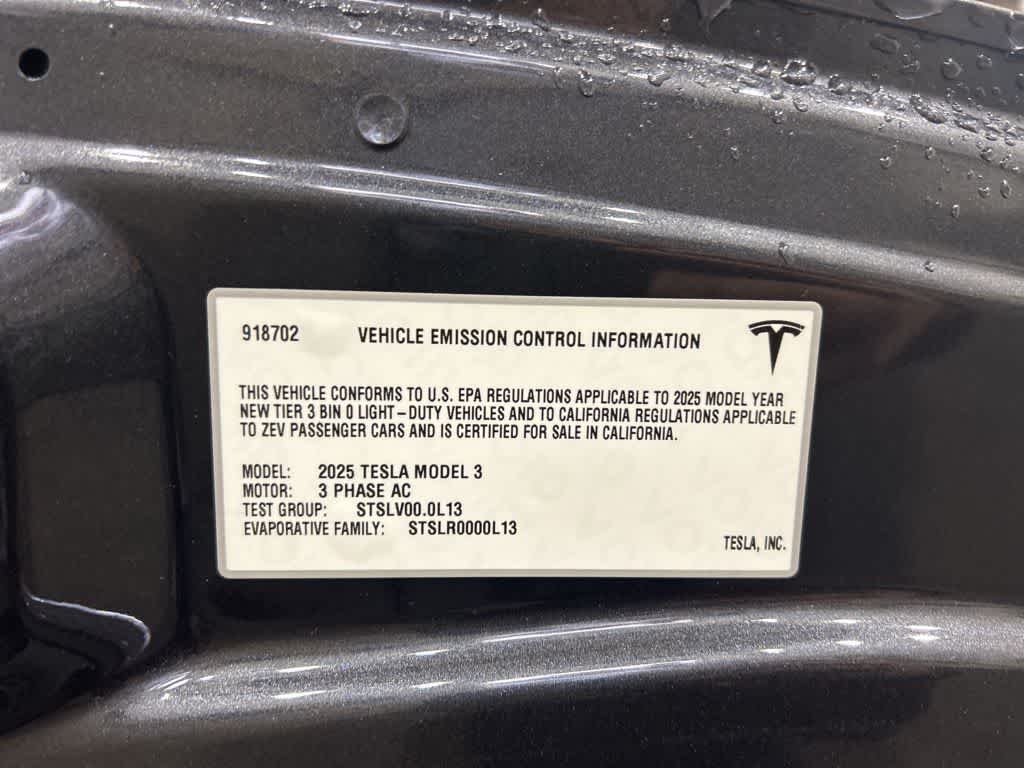 918702 VEHICLE EMISSION CONTROL INFORMATION
THIS VEHICLE CONFORMS TO U.S. EPA REGULATIONS APPLICABLE TO 2025 MODEL YEAR
NEW TIER 3 BIN 0 LIGHT-DUTY VEHICLES AND TO CALIFORNIA REGULATIONS APPLICABLE
TO ZEV PASSENGER CARS AND IS CERTIFIED FOR SALE IN CALIFORNIA.
MODEL: 2025 TESLA MODEL 3
MOTOR: 3 PHASE AC
TEST GROUP: STSLV00.0L13
EVAPORATIVE FAMILY: STSLR0000L13
TESLA, INC.